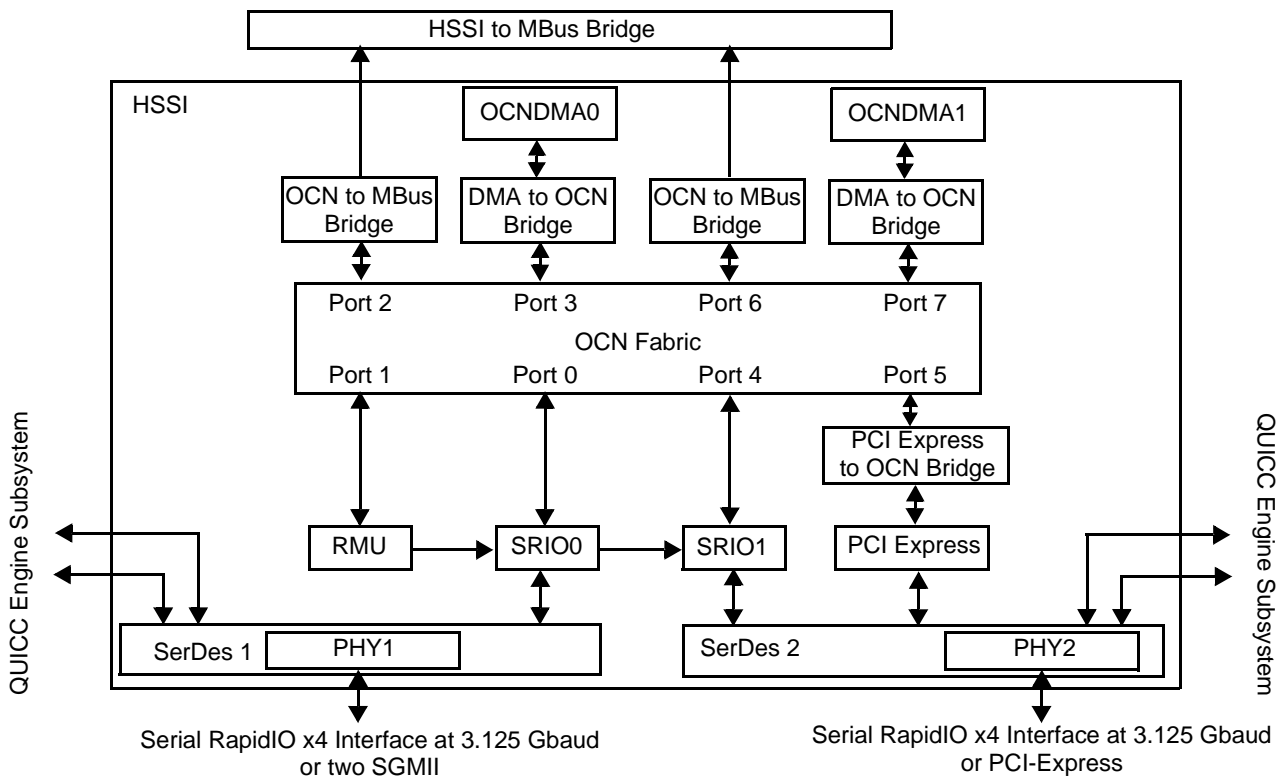 HSSI to MBus Bridge
HSSI
OCNDMA0
OCNDMA1
OCN to MBus
Bridge
DMA to OCN
Bridge
OCN to MBus
Bridge
DMA to OCN
Bridge
Port 2
Port 3
Port 6
Port 7
OCN Fabric
Port 1
Port 0
Port 4
Port 5
PCI Express
to OCN Bridge
RMU
SRIO0
SRIO1
PCI Express
QUICC Engine Subsystem
QUICC Engine Subsystem
SerDes 1
PHY1
SerDes 2
PHY2
Serial RapidIO x4 Interface at 3.125 Gbaud
or two SGMII
Serial RapidIO x4 Interface at 3.125 Gbaud
or PCI-Express